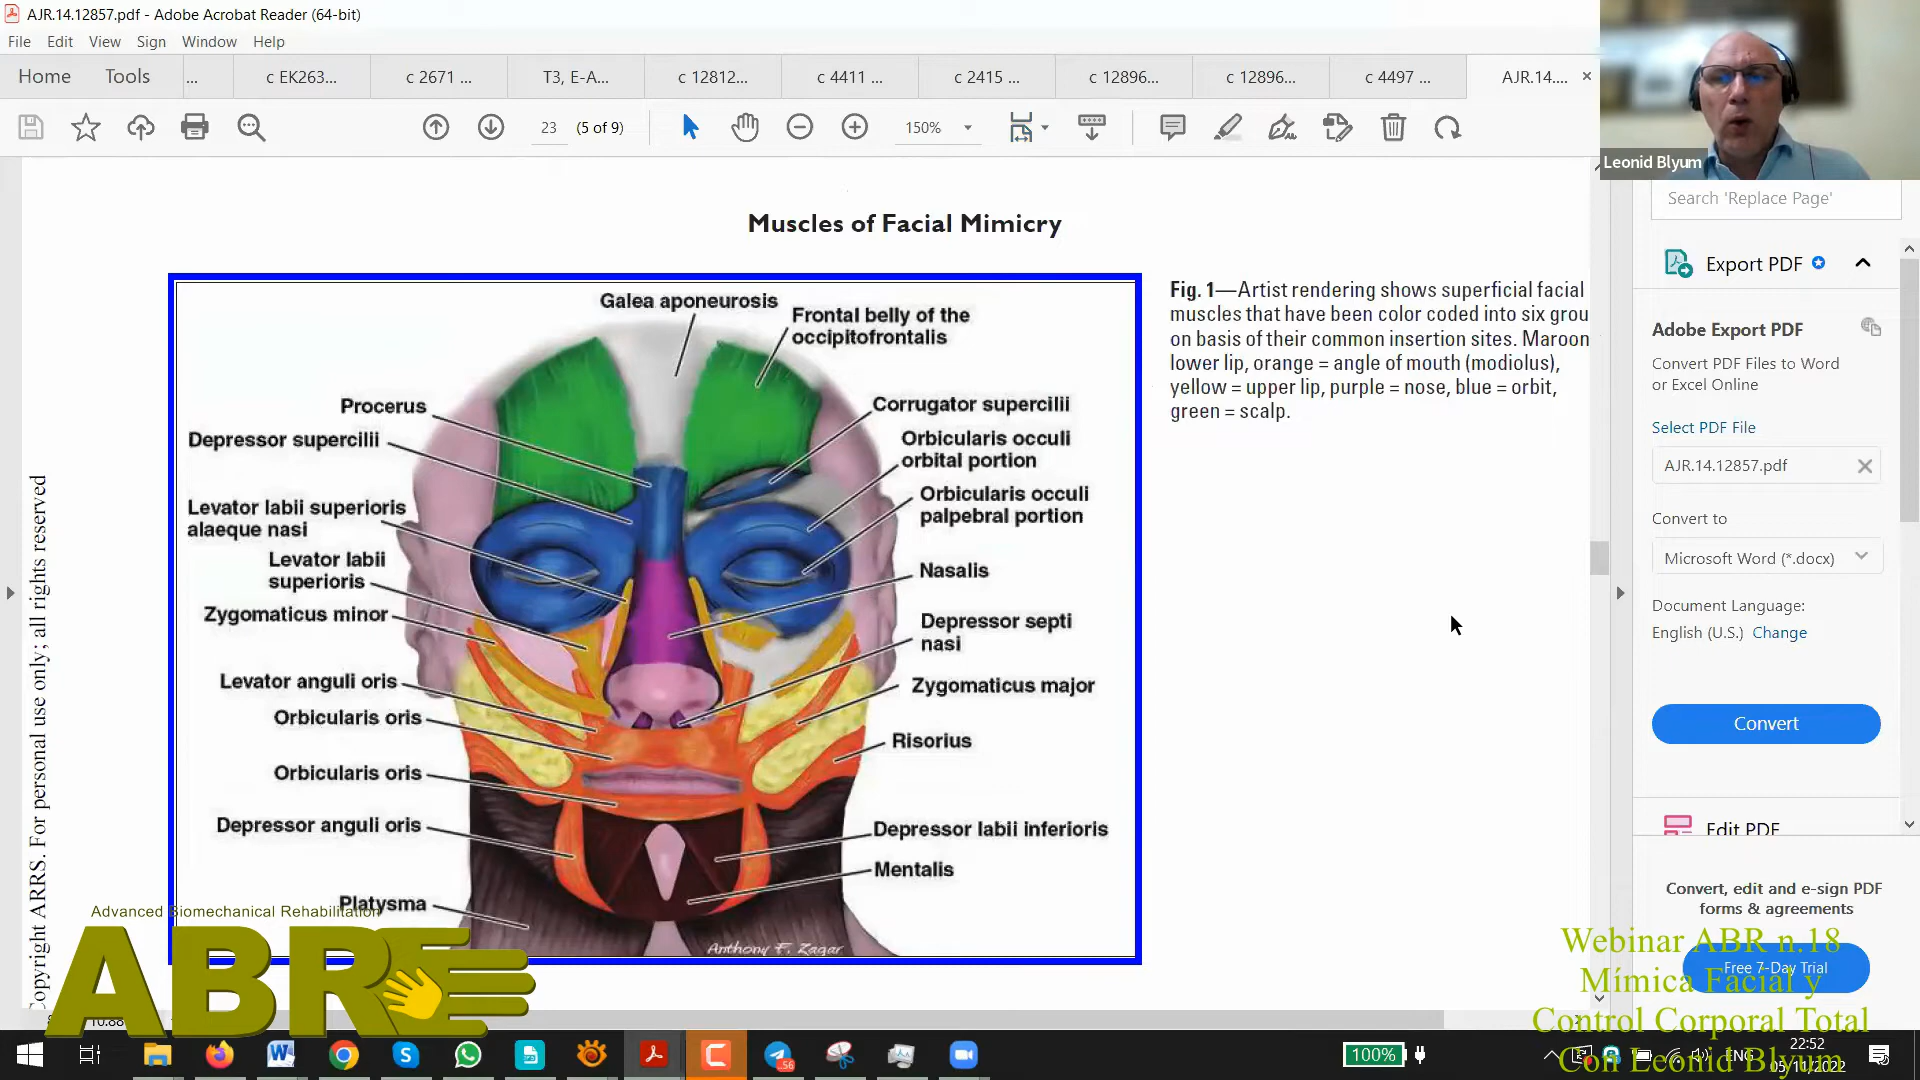 AJR.14.12857.pdf - Adobe Acrobat Reader (64-bit)
File Edit View Sign Window Help
Home Tools ... c EK263... c 2671 ... T3, E-A... c 12812... c 4411 ... c 2415 ... c 12896... c 12896... c 4497 ... AJR.14....
23 (5 of 9) 150%
Leonid Blyum
Search 'Replace Page'
Muscles of Facial Mimicry
Galea aponeurosis
Frontal belly of the
occipitofrontalis
Procerus
Depressor supercilii
Levator labii superioris
alaeque nasi
Levator labii
superioris
Zygomaticus minor
Levator anguli oris
Orbicularis oris
Orbicularis oris
Depressor anguli oris
Platysma
Corrugator supercilii
Orbicularis occuli
orbital portion
Orbicularis occuli
palpebral portion
Nasalis
Depressor septi
nasi
Zygomaticus major
Risorius
Depressor labii inferioris
Mentalis
Anthony F. Zagar
Fig. 1—Artist rendering shows superficial facial
muscles that have been color coded into six grou
on basis of their common insertion sites. Maroon
lower lip, orange = angle of mouth (modiolus),
yellow = upper lip, purple = nose, blue = orbit,
green = scalp.
Copyright ARRS. For personal use only; all rights reserved
Export PDF
Adobe Export PDF
Convert PDF Files to Word
or Excel Online
Select PDF File
AJR.14.12857.pdf
Convert to
Microsoft Word (*.docx)
Document Language:
English (U.S.) Change
Convert
Edit PDF
Convert, edit and e-sign PDF
forms & agreements
Free 7-Day Trial
Advanced Biomechanical Rehabilitation
ABR
Webinar ABR n.18
Mímica Facial y
Control Corporal Total
Con Leonid Blyum
100%
ENG
22:52
05/11/2022